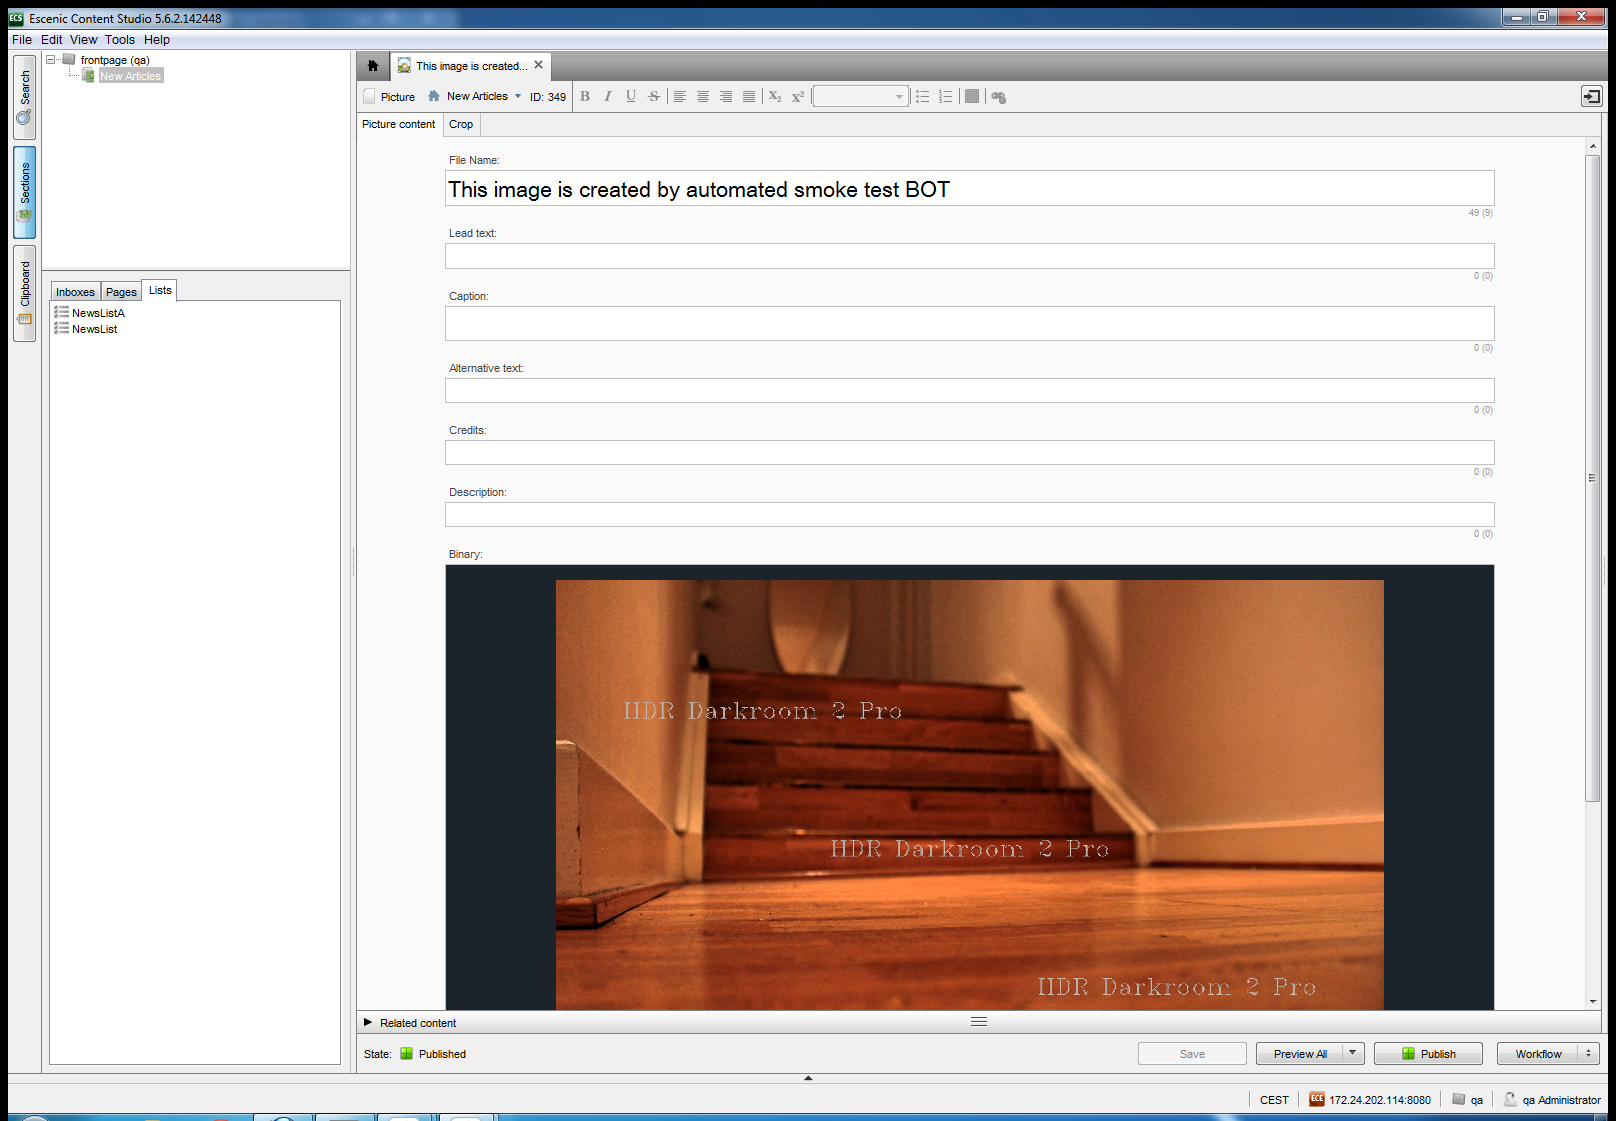 ECS Escenic Content Studio 5.6.2.142448
File Edit View Tools Help
Search
Sections
Clipboard
frontpage (qa)
New Articles
Inboxes Pages Lists
NewsListA
NewsList
This image is created...
Picture New Articles ID: 349 B I U S X2 X2
Picture content Crop
File Name:
This image is created by automated smoke test BOT
49 (9)
Lead text:
0 (0)
Caption:
0 (0)
Alternative text:
0 (0)
Credits:
0 (0)
Description:
0 (0)
Binary:
HDR Darkroom 2 Pro
HDR Darkroom 2 Pro
HDR Darkroom 2 Pro
Related content
State: Published Save Preview All Publish Workflow
CEST ECE 172.24.202.114:8080 qa qa Administrator